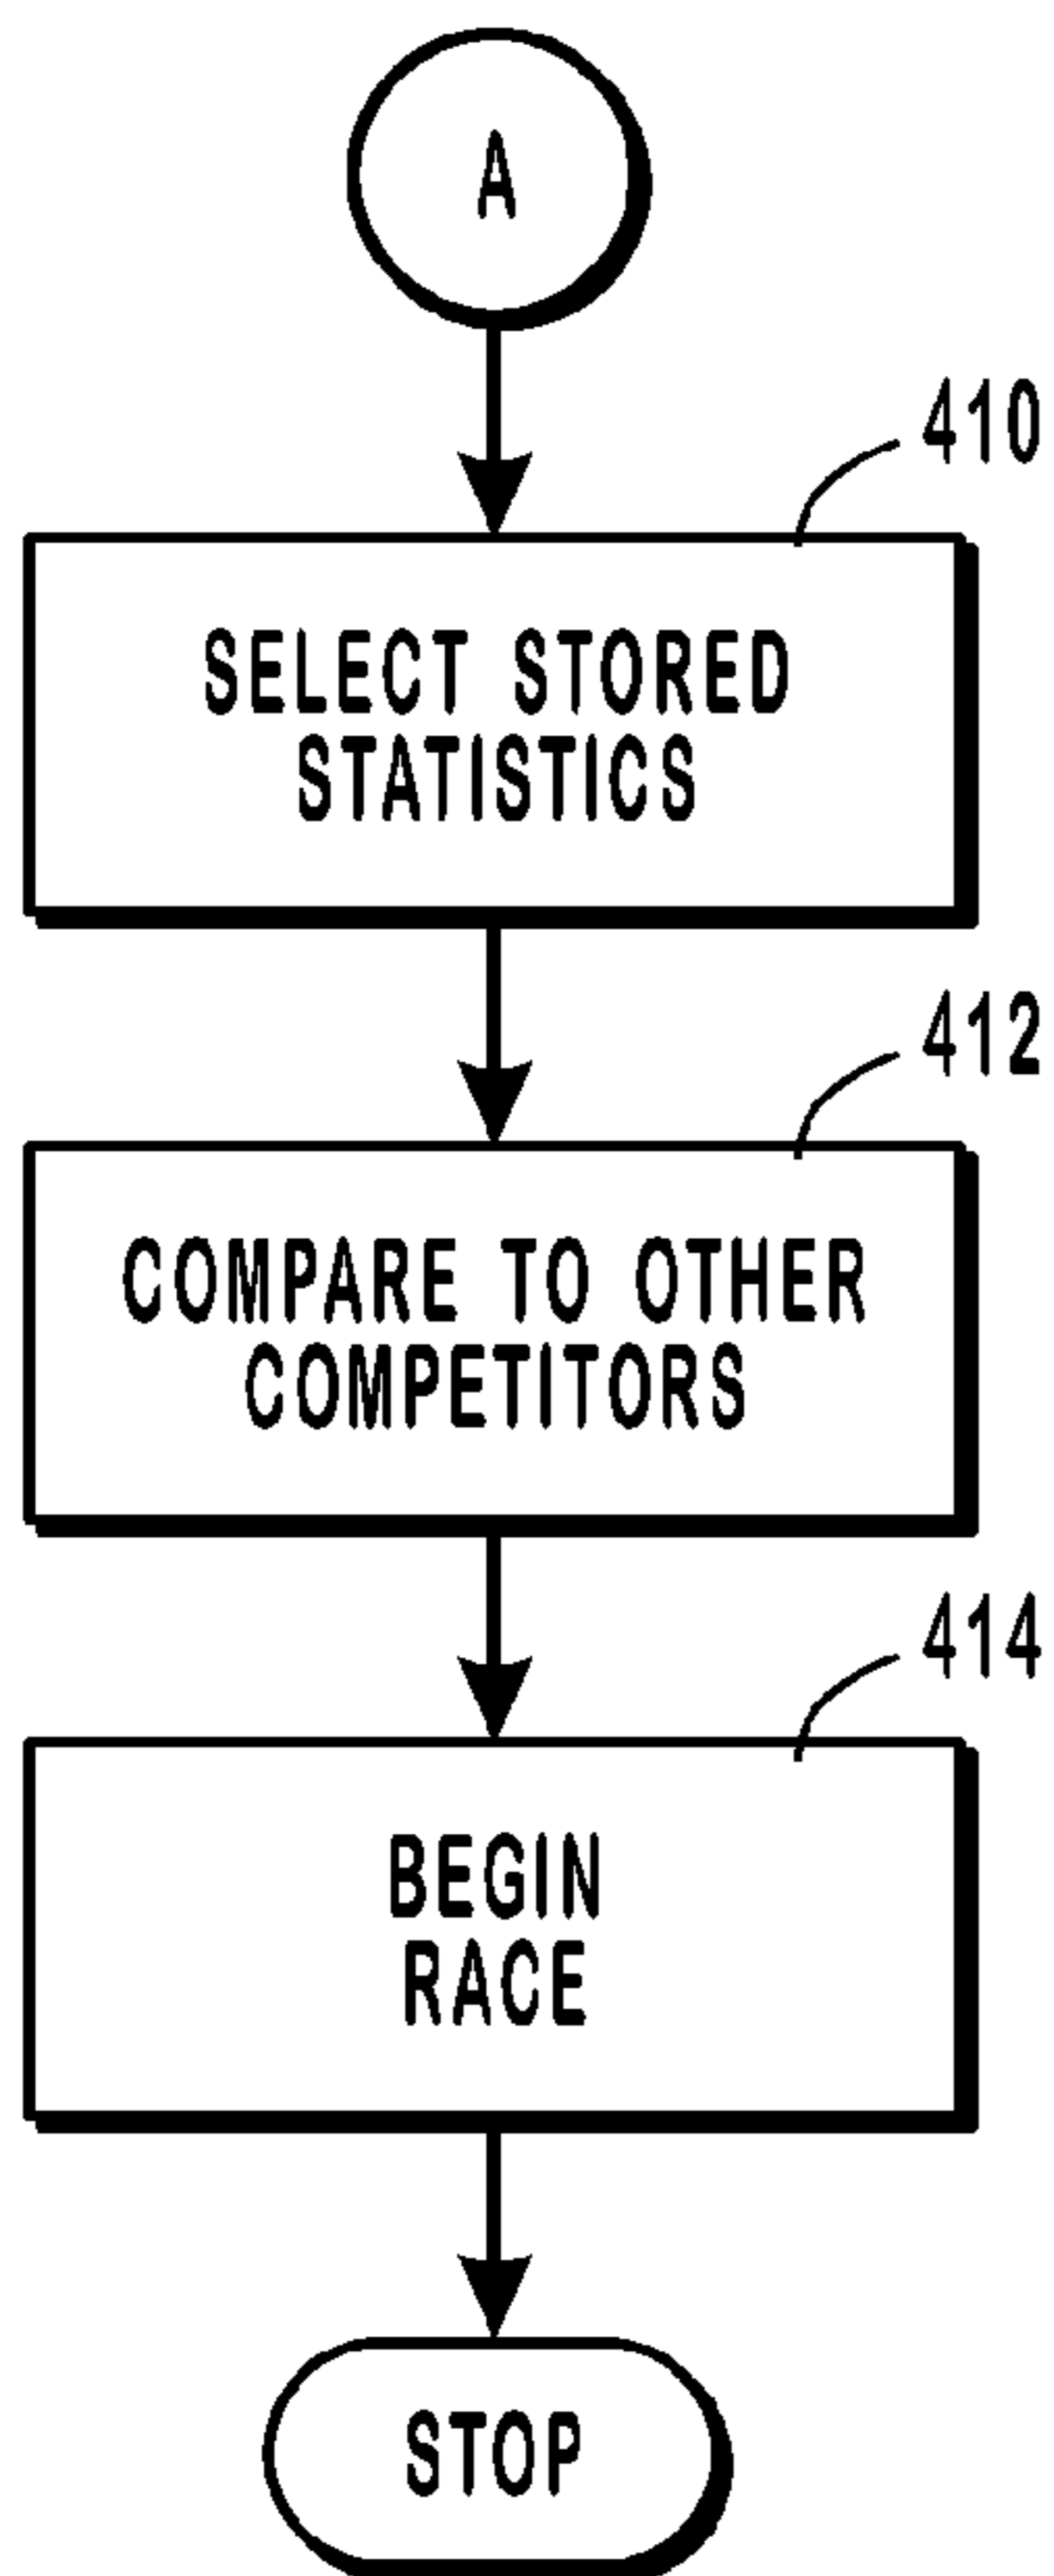 A
410
SELECT STORED
STATISTICS
412
COMPARE TO OTHER
COMPETITORS
414
BEGIN
RACE
STOP